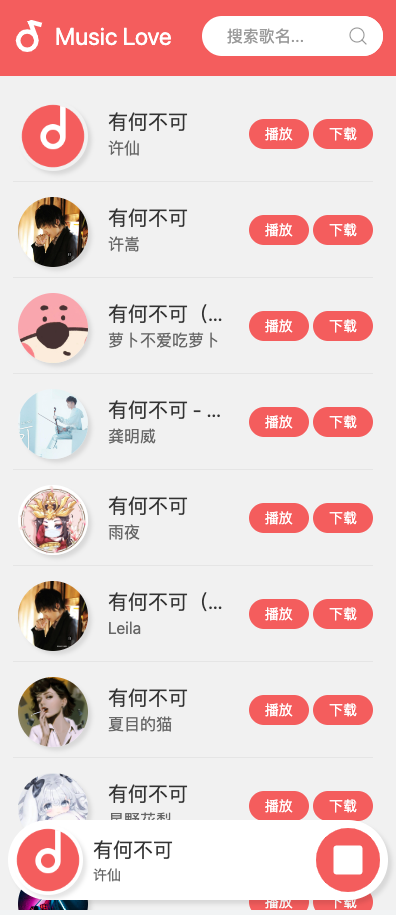 Music Love
搜索歌名...
有何不可
许仙
播放 下载
有何不可
许嵩
播放 下载
有何不可（...
萝卜不爱吃萝卜
播放 下载
有何不可 - ...
龚明威
播放 下载
有何不可
雨夜
播放 下载
有何不可（...
Leila
播放 下载
有何不可
夏目的猫
播放 下载
有何不可
星野花梨
播放 下载
有何不可
许仙
播放 下载